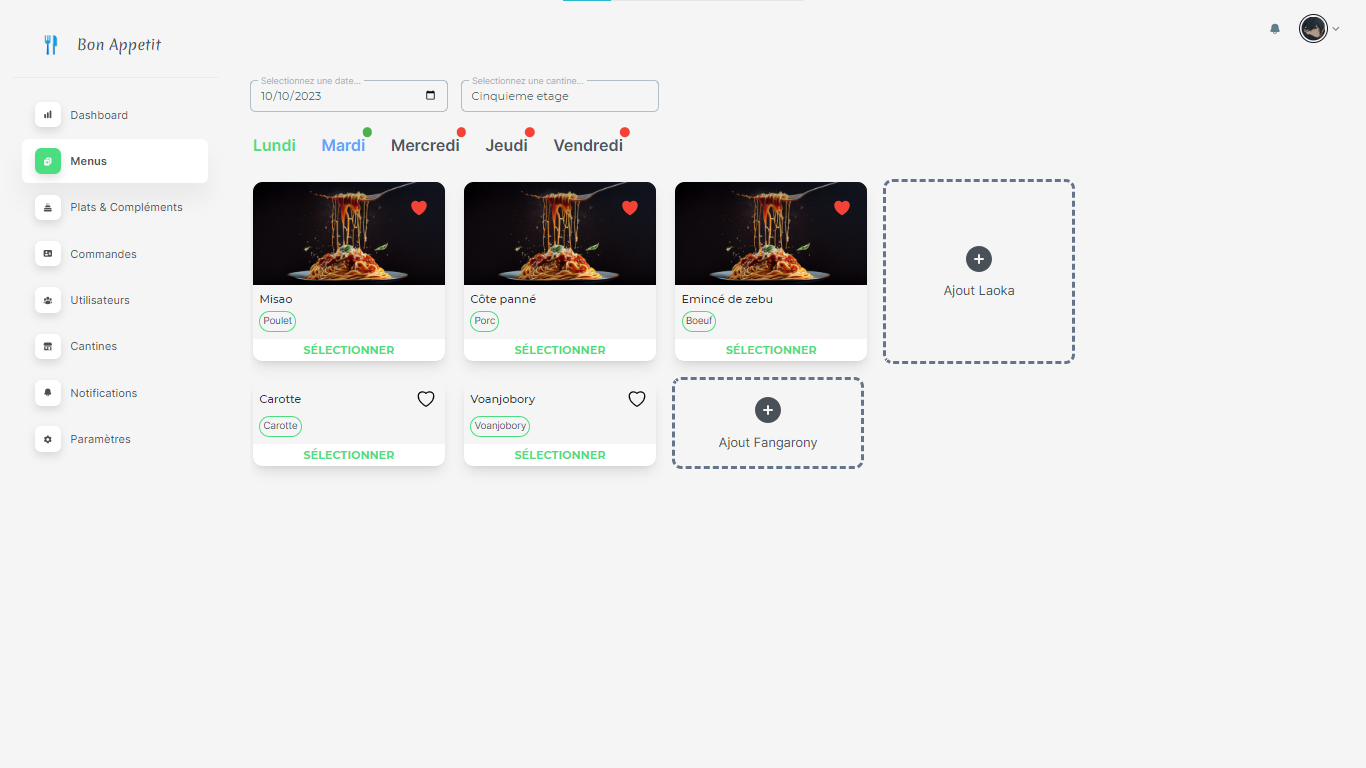 Bon Appetit
Dashboard
Menus
Plats & Compléments
Commandes
Utilisateurs
Cantines
Notifications
Paramètres
Selectionnez une date...
10/10/2023
Selectionnez une cantine...
Cinquieme etage
Lundi Mardi Mercredi Jeudi Vendredi
Misao
Poulet
SÉLECTIONNER
Côte panné
Porc
SÉLECTIONNER
Emincé de zebu
Boeuf
SÉLECTIONNER
Ajout Laoka
Carotte
Carotte
SÉLECTIONNER
Voanjobory
Voanjobory
SÉLECTIONNER
Ajout Fangarony